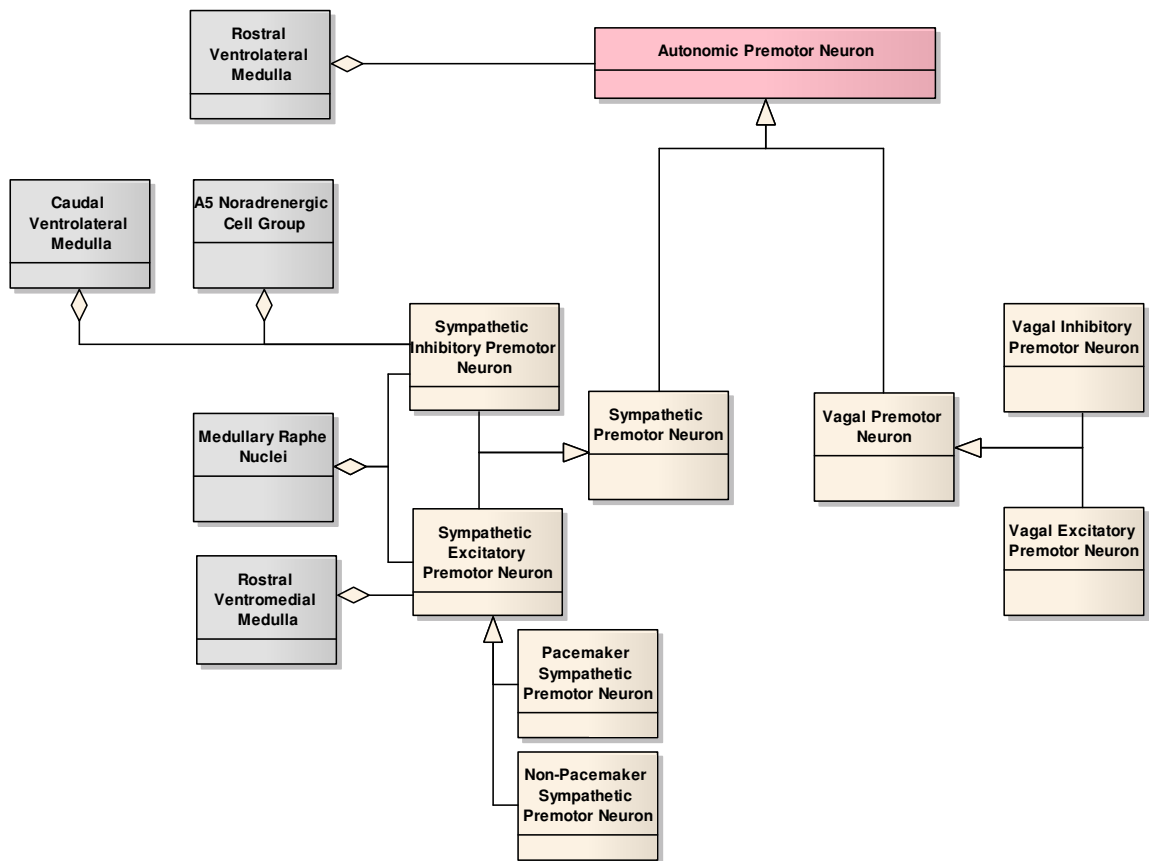 Rostral
Ventrolateral
Medulla
Autonomic Premotor Neuron
Caudal
Ventrolateral
Medulla
A5 Noradrenergic
Cell Group
Sympathetic
Inhibitory Premotor
Neuron
Vagal Inhibitory
Premotor Neuron
Sympathetic
Premotor Neuron
Vagal Premotor
Neuron
Medullary Raphe
Nuclei
Sympathetic
Excitatory
Premotor Neuron
Vagal Excitatory
Premotor Neuron
Rostral
Ventromedial
Medulla
Pacemaker
Sympathetic
Premotor Neuron
Non-Pacemaker
Sympathetic
Premotor Neuron